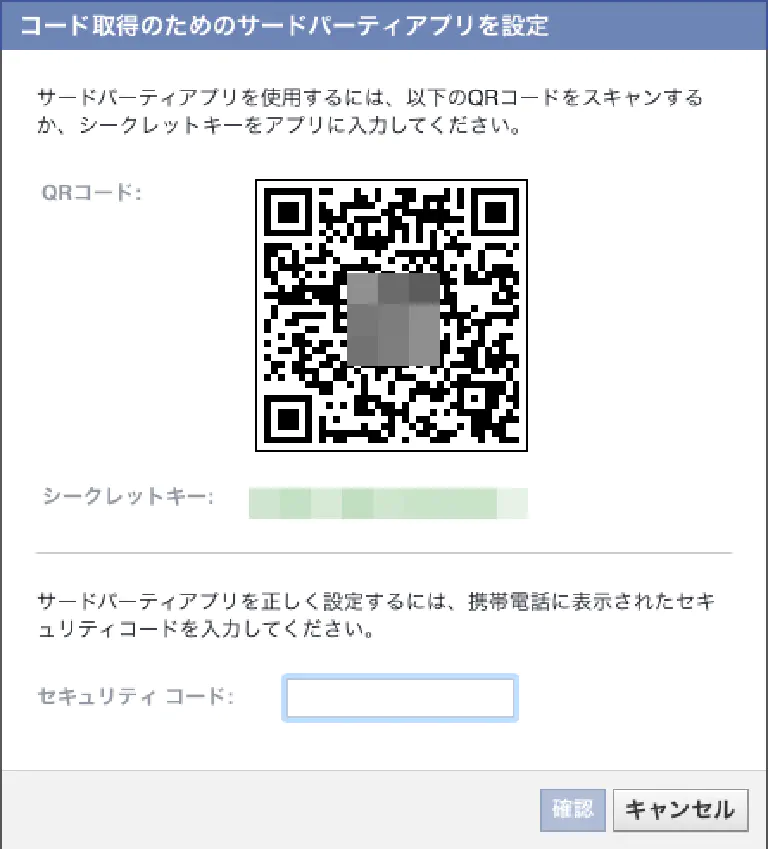 コード取得のためのサードパーティアプリを設定
サードパーティアプリを使用するには、以下のQRコードをスキャンする
か、シークレットキーをアプリに入力してください。
QRコード:
シークレットキー:
サードパーティアプリを正しく設定するには、携帯電話に表示されたセキ
ュリティコードを入力してください。
セキュリティ コード:
確認 キャンセル